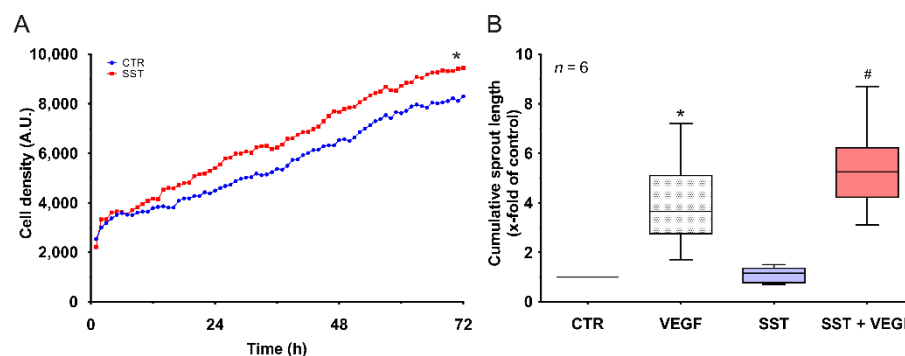 A
Cell density (A.U.)
10,000
8,000
6,000
4,000
2,000
0
CTR
SST
*
0
24
48
72
Time (h)
B
Cumulative sprout length
(x-fold of control)
10
8
6
4
2
0
n = 6
*
#
CTR
VEGF
SST
SST + VEGF